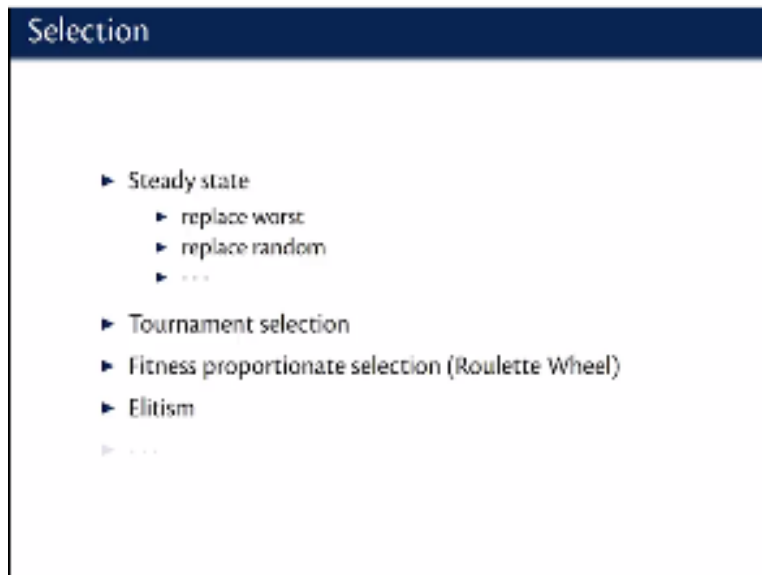 Selection
► Steady state
► replace worst
► replace random
► ...
► Tournament selection
► Fitness proportionate selection (Roulette Wheel)
► Elitism
► ...